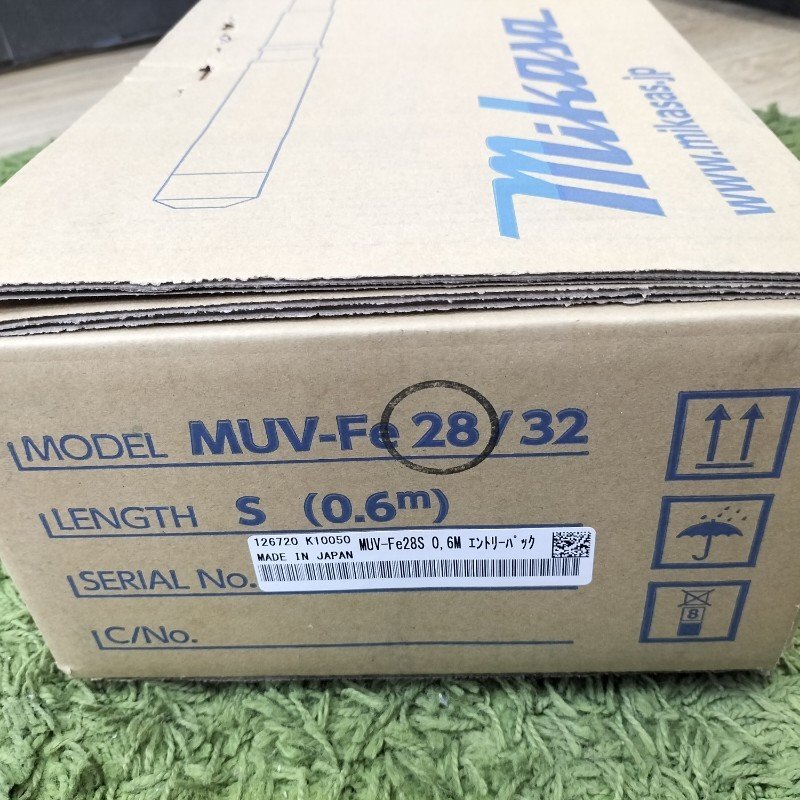 mikasa
www.mikasas.jp
MODEL MUV-Fe 28/32
LENGTH S (0.6m)
126720 K10050 MUV-Fe28S 0,6M ｴﾝﾄﾘｰﾊﾟｯｸ
MADE IN JAPAN
SERIAL No.
C/No.
8